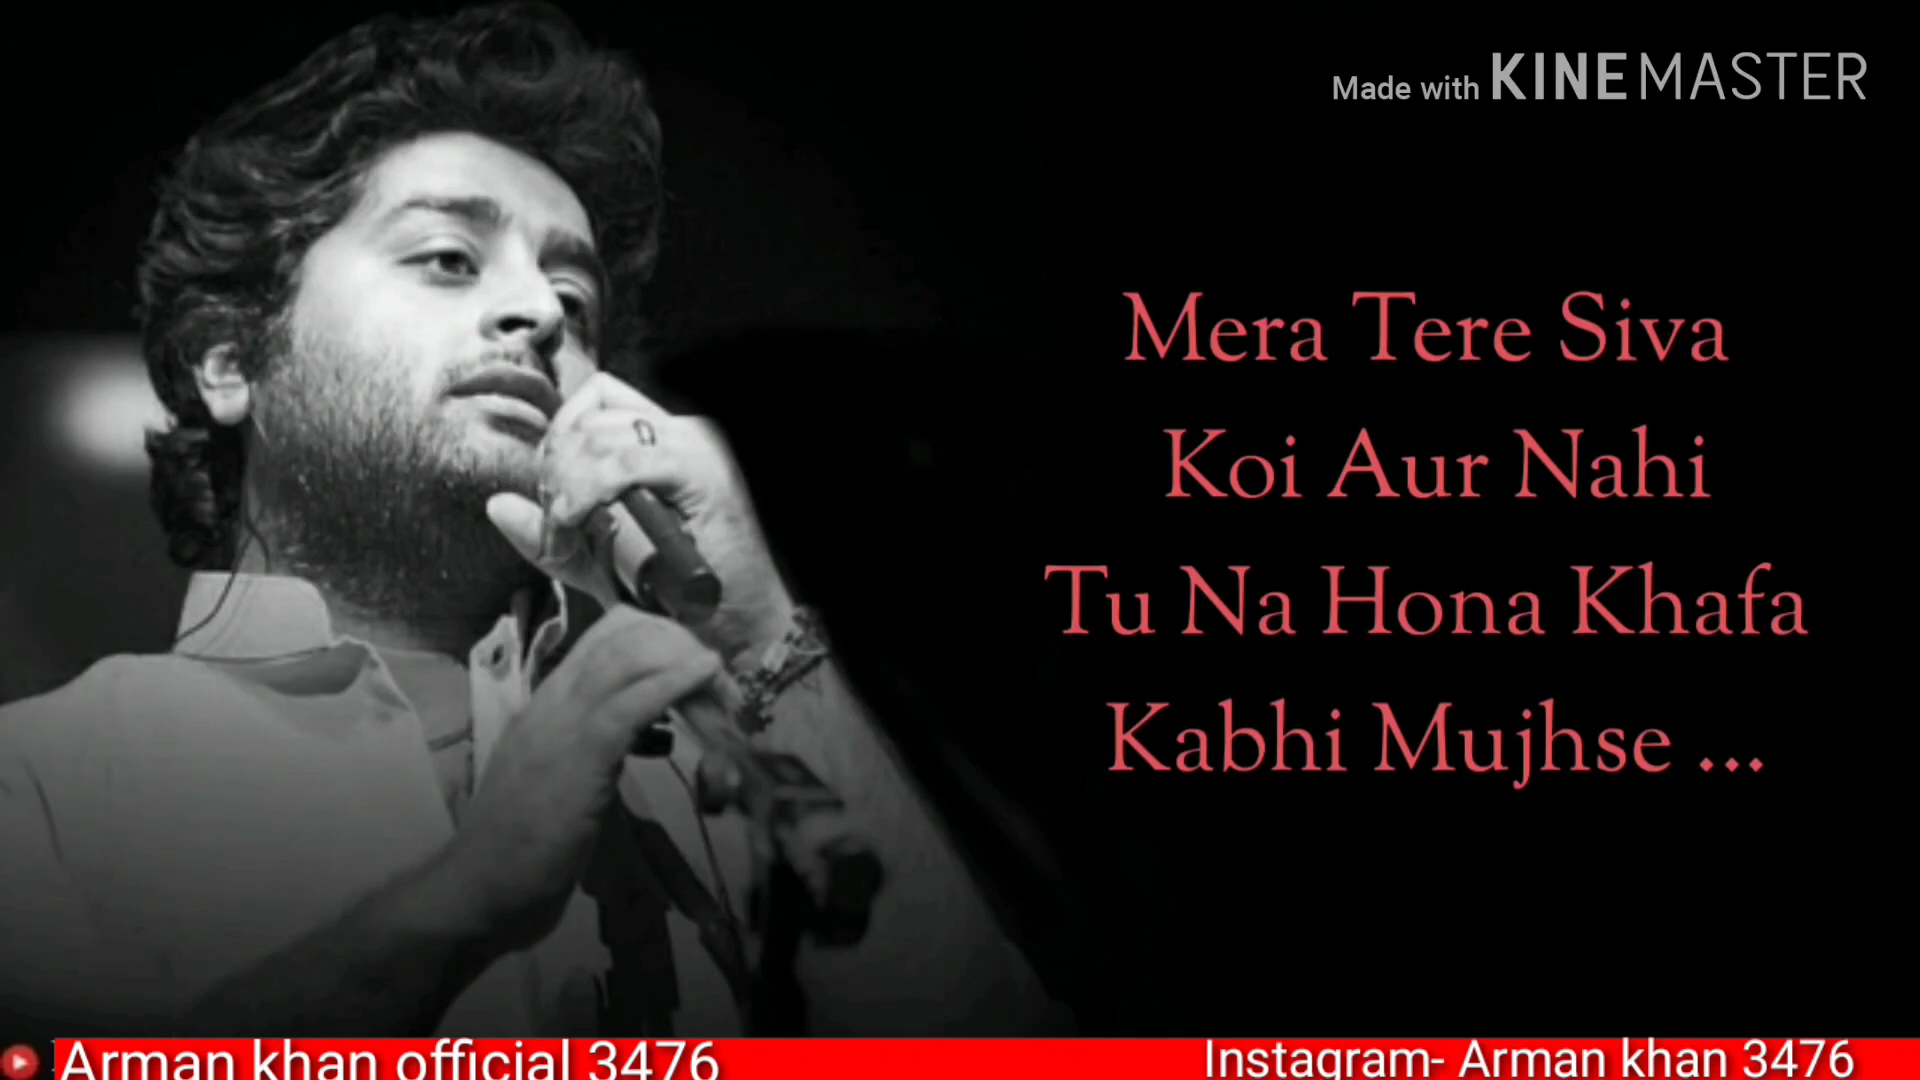 Made with KINEMASTER
Mera Tere Siva
Koi Aur Nahi
Tu Na Hona Khafa
Kabhi Mujhse ...
Arman khan official 3476
Instagram- Arman khan 3476